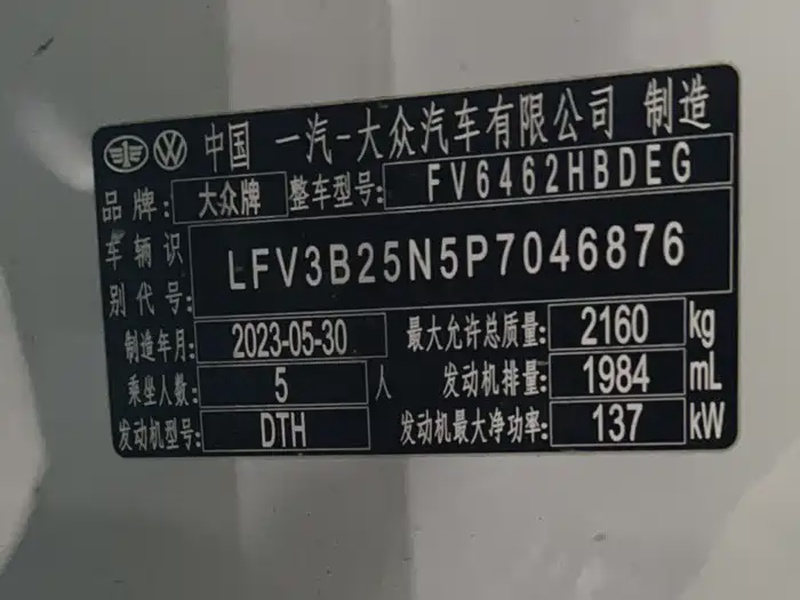 中国 一汽-大众汽车有限公司 制造
品牌: 大众牌 整车型号: FV6462HBDEG
车辆识别代号: LFV3B25N5P7046876
制造年月: 2023-05-30 最大允许总质量: 2160 kg
乘坐人数: 5 人 发动机排量: 1984 mL
发动机型号: DTH 发动机最大净功率: 137 kW